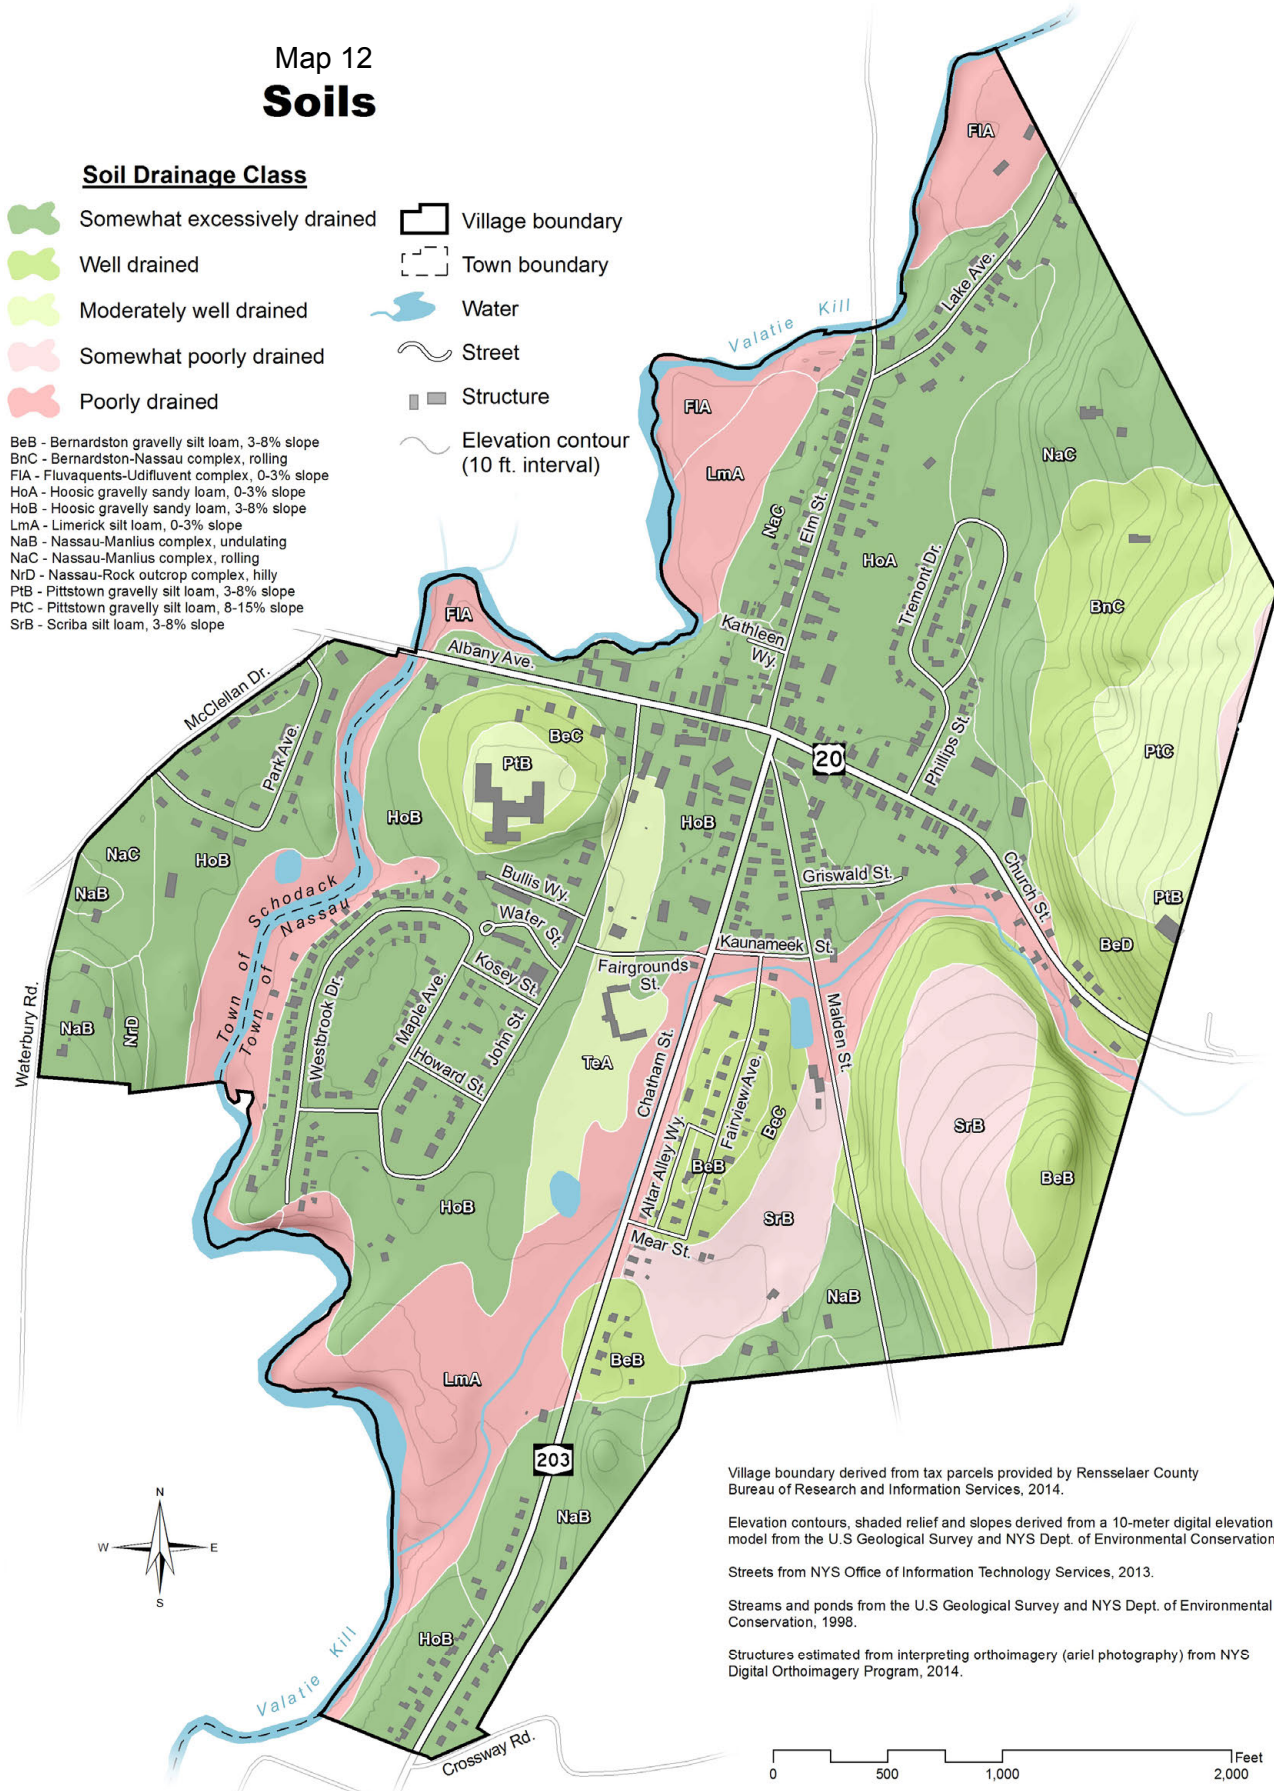 Map 12
Soils
Soil Drainage Class
Somewhat excessively drained
Well drained
Moderately well drained
Somewhat poorly drained
Poorly drained
Village boundary
Town boundary
Water
Street
Structure
Elevation contour
(10 ft. interval)
BeB - Bernardston gravelly silt loam, 3-8% slope
BnC - Bernardston-Nassau complex, rolling
FlA - Fluvaquents-Udifluvent complex, 0-3% slope
HoA - Hoosic gravelly sandy loam, 0-3% slope
HoB - Hoosic gravelly sandy loam, 3-8% slope
LmA - Limerick silt loam, 0-3% slope
NaB - Nassau-Manlius complex, undulating
NaC - Nassau-Manlius complex, rolling
NrD - Nassau-Rock outcrop complex, hilly
PtB - Pittstown gravelly silt loam, 3-8% slope
PtC - Pittstown gravelly silt loam, 8-15% slope
SrB - Scriba silt loam, 3-8% slope
FlA
Lake Ave.
Valatie Kill
FlA
LmA
NaC
NaC
Elm St.
HoA
Tremont Dr.
BnC
FlA
Kathleen
Wy.
Albany Ave.
McClellan Dr.
Park Ave.
BeC
PtB
20
Phillips St.
PtC
HoB
HoB
NaC
HoB
NaB
Bullis Wy.
Griswald St.
Church St.
PtB
Schodack
Nassau
Town of
Town of
Water St.
Kaunameek St.
BeD
Fairgrounds
St.
Kosey St.
Westbrook Dr.
Maple Ave.
Waterbury Rd.
NaB
NrD
John St.
Howard St.
TeA
Chatham St.
Malden St.
Fairview Ave.
BeC
Altar Alley Wy.
BeB
SrB
BeB
HoB
SrB
Mear St.
NaB
BeB
LmA
203
NaB
HoB
Valatie Kill
Crossway Rd.
N
W
E
S
Village boundary derived from tax parcels provided by Rensselaer County
Bureau of Research and Information Services, 2014.
Elevation contours, shaded relief and slopes derived from a 10-meter digital elevation
model from the U.S Geological Survey and NYS Dept. of Environmental Conservation
Streets from NYS Office of Information Technology Services, 2013.
Streams and ponds from the U.S Geological Survey and NYS Dept. of Environmental
Conservation, 1998.
Structures estimated from interpreting orthoimagery (ariel photography) from NYS
Digital Orthoimagery Program, 2014.
Feet
0
500
1,000
2,000